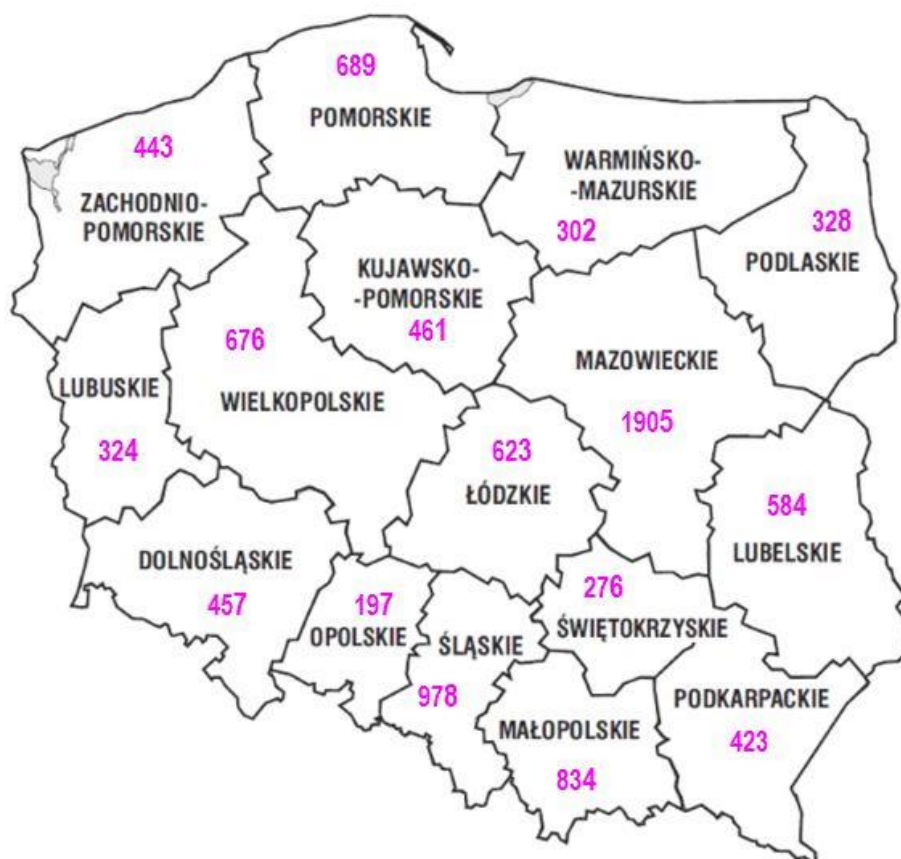 689
POMORSKIE
443
ZACHODNIO-
POMORSKIE
WARMIŃSKO-
-MAZURSKIE
302
328
PODLASKIE
KUJAWSKO-
-POMORSKIE
461
676
WIELKOPOLSKIE
LUBUSKIE
324
MAZOWIECKIE
1905
623
ŁÓDZKIE
584
LUBELSKIE
DOLNOŚLĄSKIE
457
197
OPOLSKIE
ŚLĄSKIE
978
276
ŚWIĘTOKRZYSKIE
MAŁOPOLSKIE
834
PODKARPACKIE
423